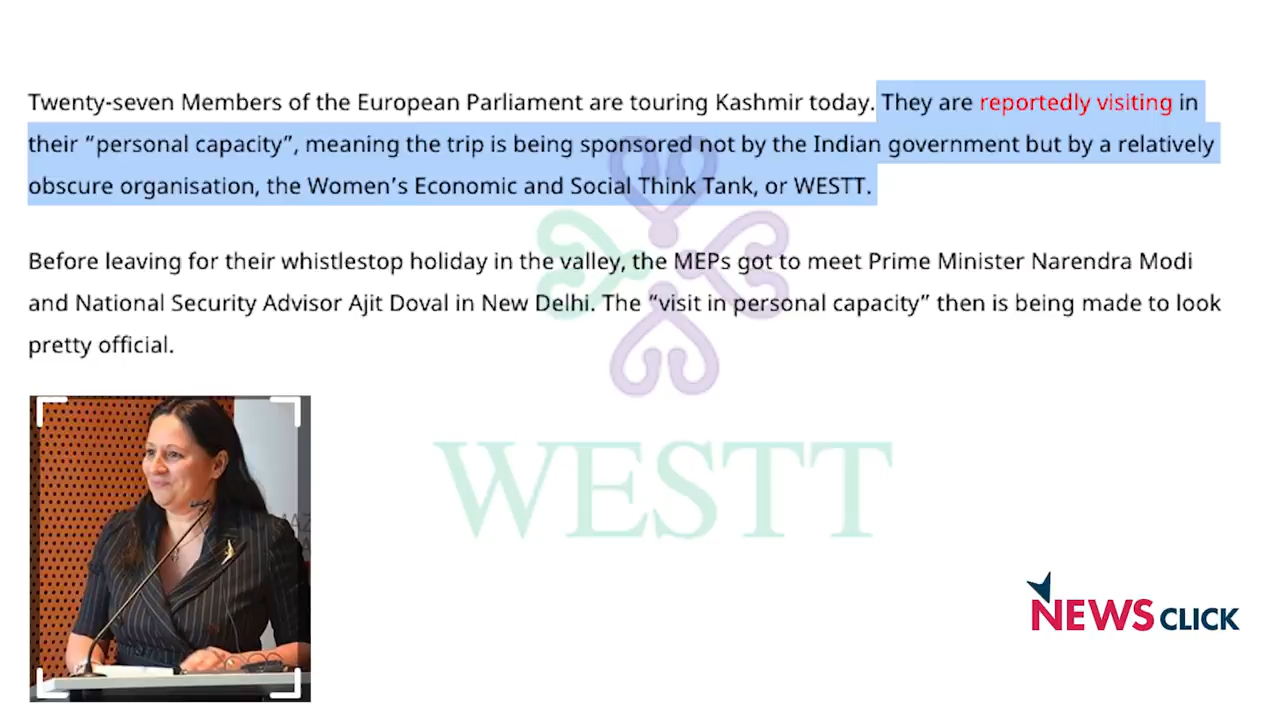 Twenty-seven Members of the European Parliament are touring Kashmir today. They are reportedly visiting in
their “personal capacity”, meaning the trip is being sponsored not by the Indian government but by a relatively
obscure organisation, the Women’s Economic and Social Think Tank, or WESTT.
Before leaving for their whistlestop holiday in the valley, the MEPs got to meet Prime Minister Narendra Modi
and National Security Advisor Ajit Doval in New Delhi. The “visit in personal capacity” then is being made to look
pretty official.
WESTT
NEWS CLICK